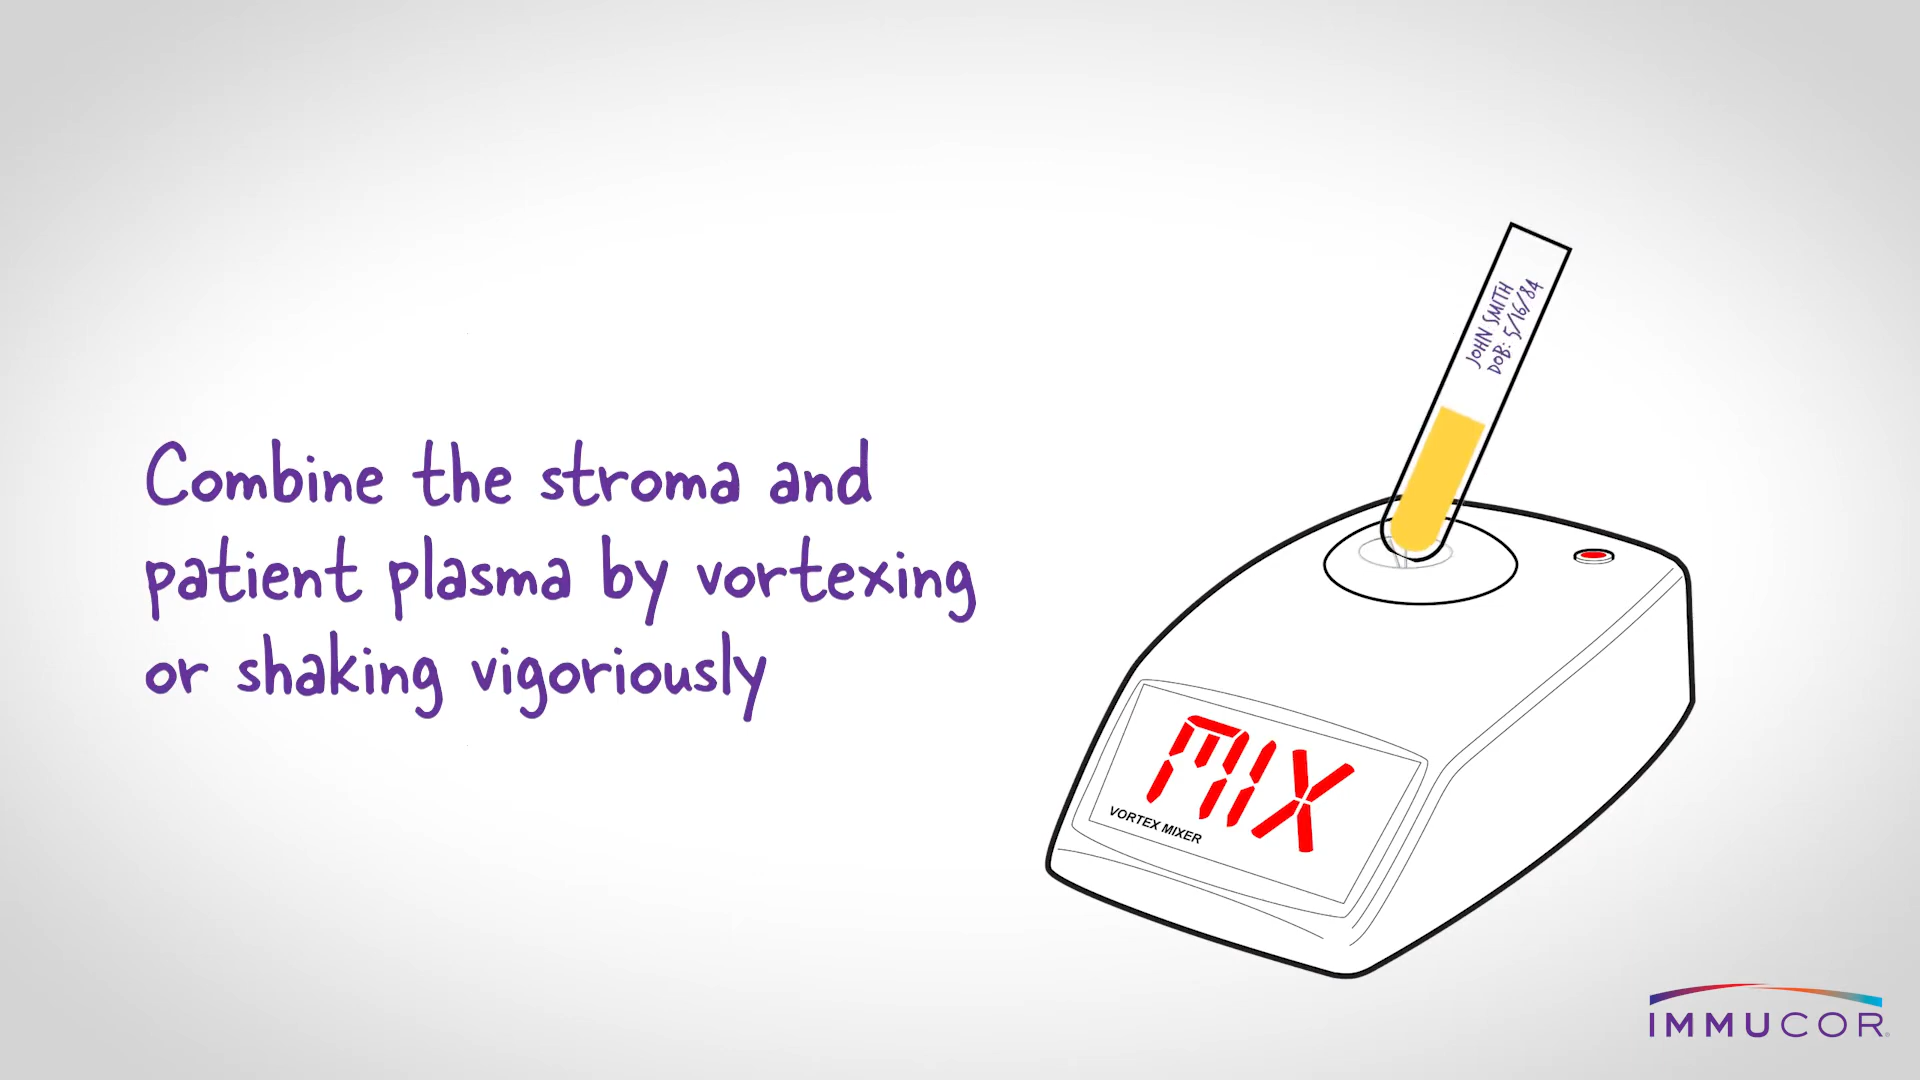 Combine the stroma and
patient plasma by vortexing
or shaking vigoriously
JOHN SMITH
DOB: 5/16/84
MIX
VORTEX MIXER
IMMUCOR